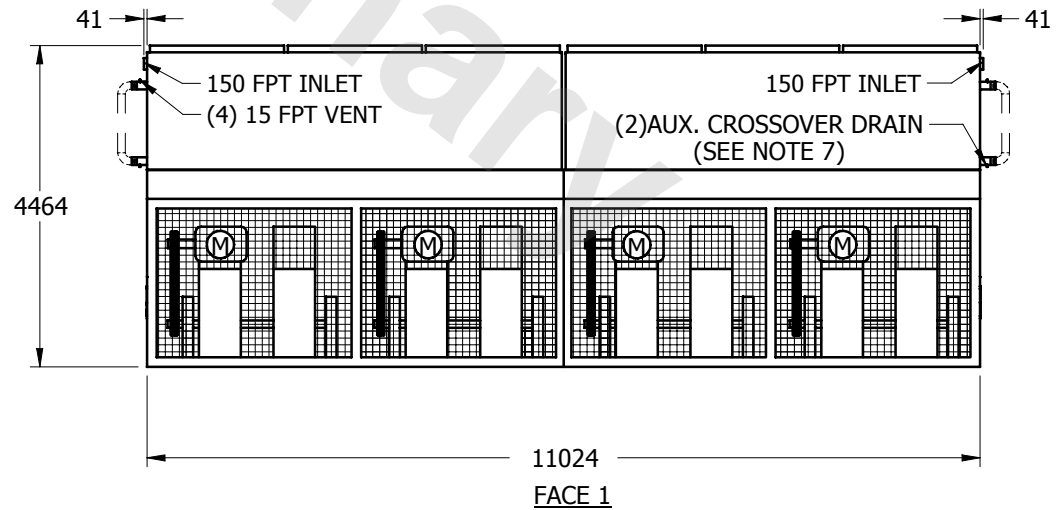 41
41
150 FPT INLET
(4) 15 FPT VENT
150 FPT INLET
(2)AUX. CROSSOVER DRAIN
(SEE NOTE 7)
4464
M
M
M
M
11024
FACE 1
nary